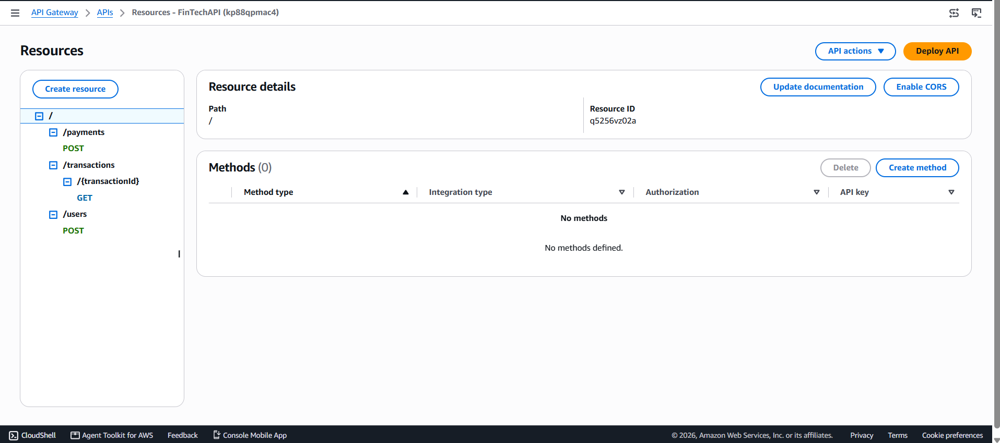 API Gateway > APIs > Resources - FinTechAPI (kp88qpmac4)
Resources
API actions
Deploy API
Create resource
/
/payments
POST
/transactions
/{transactionId}
GET
/users
POST
Resource details
Update documentation
Enable CORS
Path
/
Resource ID
q5256vz02a
Methods (0)
Delete
Create method
Method type
Integration type
Authorization
API key
No methods
No methods defined.
CloudShell
Agent Toolkit for AWS
Feedback
Console Mobile App
© 2026, Amazon Web Services, Inc. or its affiliates.
Privacy
Terms
Cookie preferences